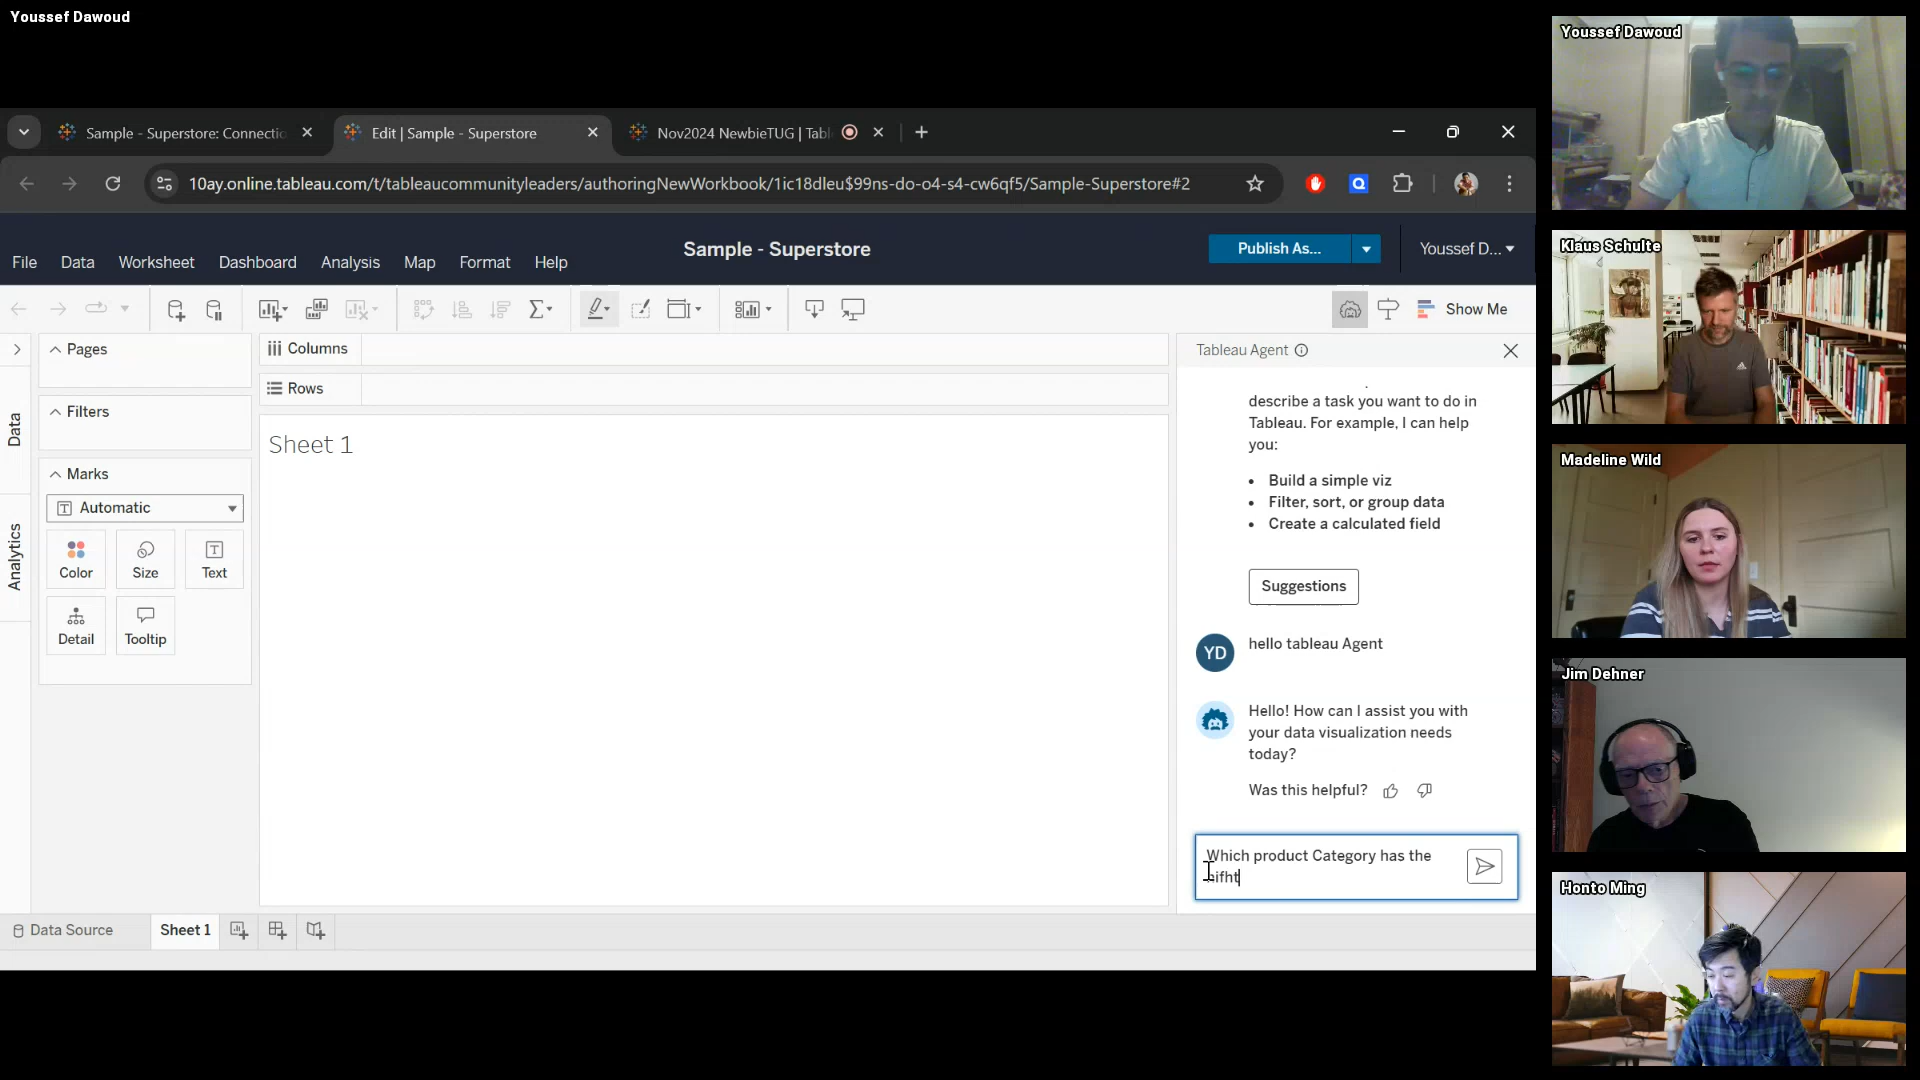 Youssef Dawoud
Sample - Superstore: Connectio
Edit | Sample - Superstore
Nov2024 NewbieTUG | Tabl
10ay.online.tableau.com/t/tableaucommunityleaders/authoringNewWorkbook/1ic18dleu$99ns-do-o4-s4-cw6qf5/Sample-Superstore#2
Sample - Superstore
Publish As...
Youssef D...
File Data Worksheet Dashboard Analysis Map Format Help
Show Me
Pages
Filters
Marks
Automatic
Color
Size
Text
Detail
Tooltip
Data
Analytics
Columns
Rows
Sheet 1
Tableau Agent
describe a task you want to do in
Tableau. For example, I can help
you:
• Build a simple viz
• Filter, sort, or group data
• Create a calculated field
Suggestions
YD
hello tableau Agent
Hello! How can I assist you with
your data visualization needs
today?
Was this helpful?
Which product Category has the
hifht
Data Source
Sheet 1
Youssef Dawoud
Klaus Schulte
Madeline Wild
Jim Dehner
Honto Ming